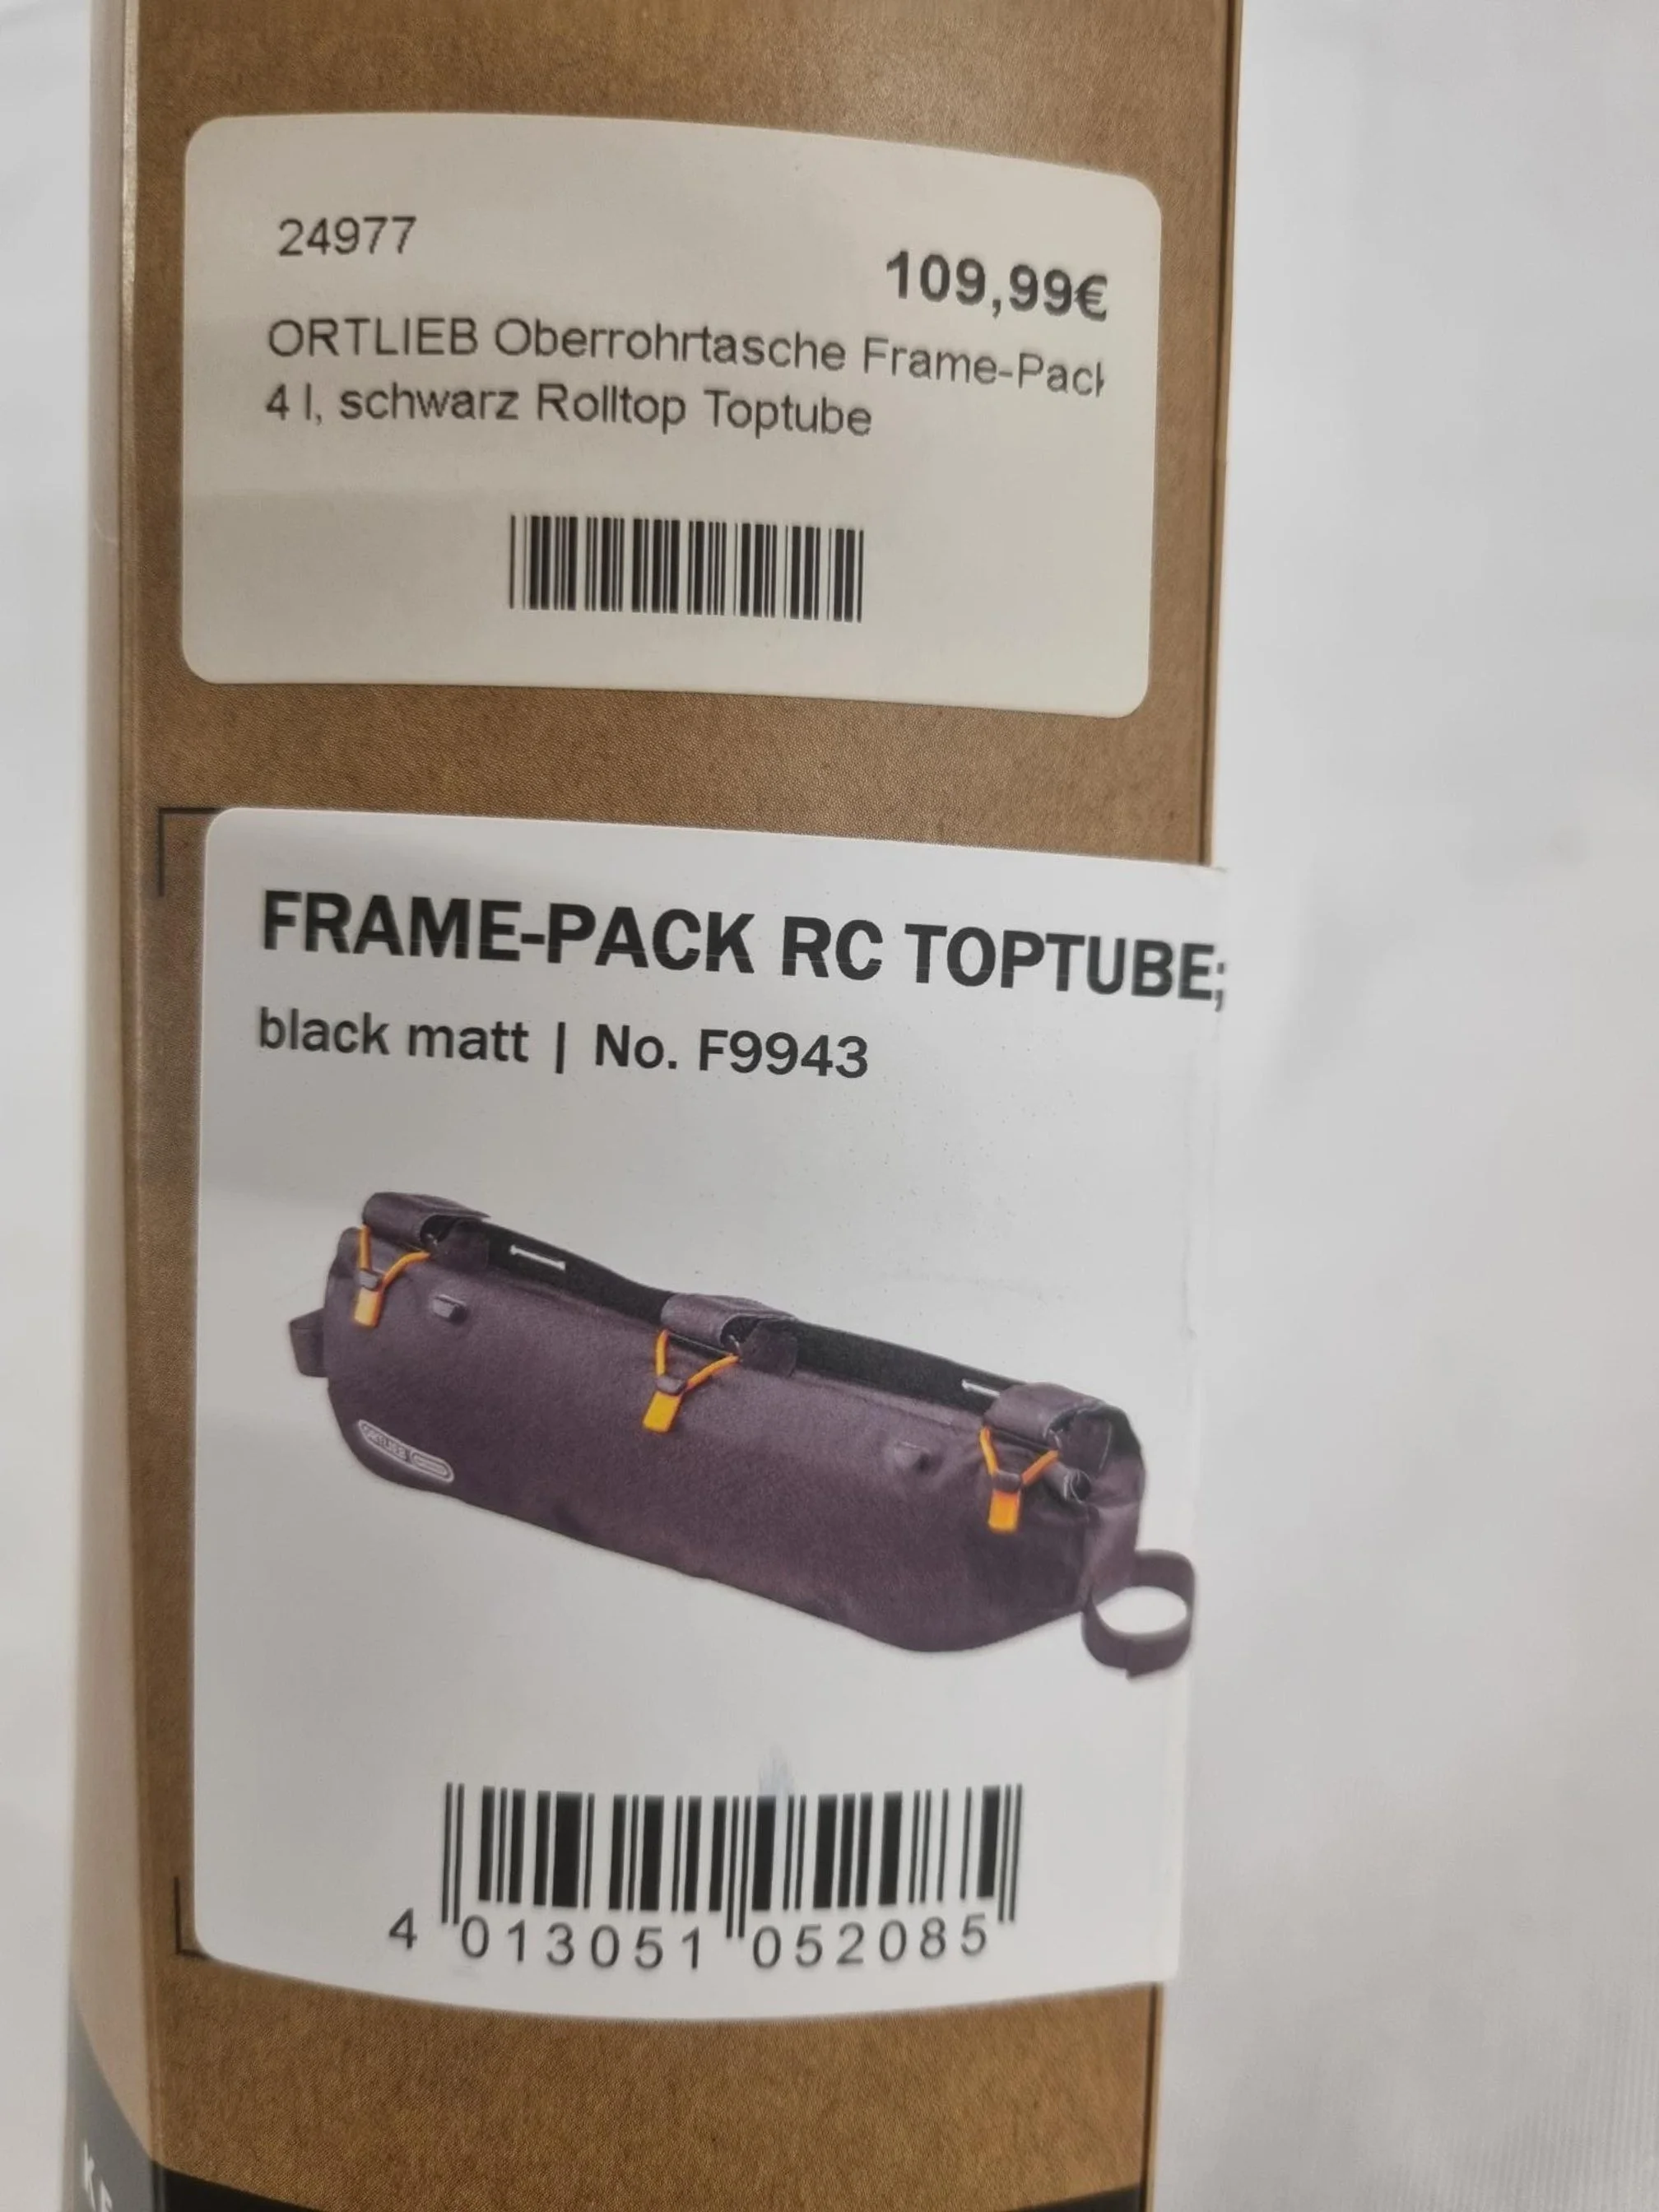 24977
109,99€
ORTLIEB Oberrohrtasche Frame-Pack
4 l, schwarz Rolltop Toptube
FRAME-PACK RC TOPTUBE;
black matt | No. F9943
ORTLIEB
4 013051 052085